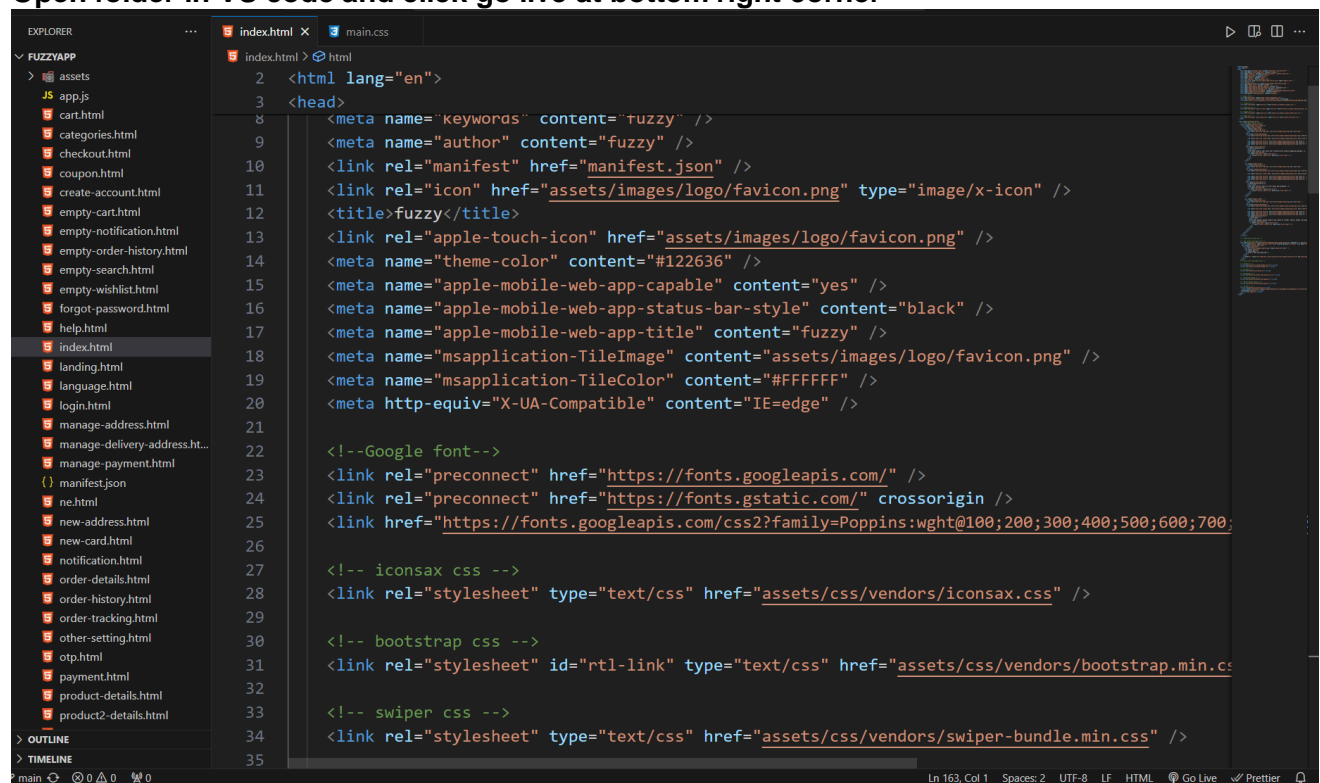 Open folder in VS code and click go live at bottom right corner
EXPLORER ...
index.html × main.css
FUZZYAPP
index.html > html
assets
app.js
cart.html
categories.html
checkout.html
coupon.html
create-account.html
empty-cart.html
empty-notification.html
empty-order-history.html
empty-search.html
empty-wishlist.html
forgot-password.html
help.html
index.html
landing.html
language.html
login.html
manage-address.html
manage-delivery-address.ht...
manage-payment.html
manifest.json
ne.html
new-address.html
new-card.html
notification.html
order-details.html
order-history.html
order-tracking.html
other-setting.html
otp.html
payment.html
product-details.html
product2-details.html
OUTLINE
TIMELINE
2 <html lang="en">
3 <head>
8 <meta name="keywords" content="fuzzy" />
9 <meta name="author" content="fuzzy" />
10 <link rel="manifest" href="manifest.json" />
11 <link rel="icon" href="assets/images/logo/favicon.png" type="image/x-icon" />
12 <title>fuzzy</title>
13 <link rel="apple-touch-icon" href="assets/images/logo/favicon.png" />
14 <meta name="theme-color" content="#122636" />
15 <meta name="apple-mobile-web-app-capable" content="yes" />
16 <meta name="apple-mobile-web-app-status-bar-style" content="black" />
17 <meta name="apple-mobile-web-app-title" content="fuzzy" />
18 <meta name="msapplication-TileImage" content="assets/images/logo/favicon.png" />
19 <meta name="msapplication-TileColor" content="#FFFFFF" />
20 <meta http-equiv="X-UA-Compatible" content="IE=edge" />
21
22 <!--Google font-->
23 <link rel="preconnect" href="https://fonts.googleapis.com/" />
24 <link rel="preconnect" href="https://fonts.gstatic.com/" crossorigin />
25 <link href="https://fonts.googleapis.com/css2?family=Poppins:wght@100;200;300;400;500;600;700;
26
27 <!-- iconsax css -->
28 <link rel="stylesheet" type="text/css" href="assets/css/vendors/iconsax.css" />
29
30 <!-- bootstrap css -->
31 <link rel="stylesheet" id="rtl-link" type="text/css" href="assets/css/vendors/bootstrap.min.cs
32
33 <!-- swiper css -->
34 <link rel="stylesheet" type="text/css" href="assets/css/vendors/swiper-bundle.min.css" />
35
main 0 0 0 Ln 163, Col 1 Spaces: 2 UTF-8 LF HTML Go Live Prettier